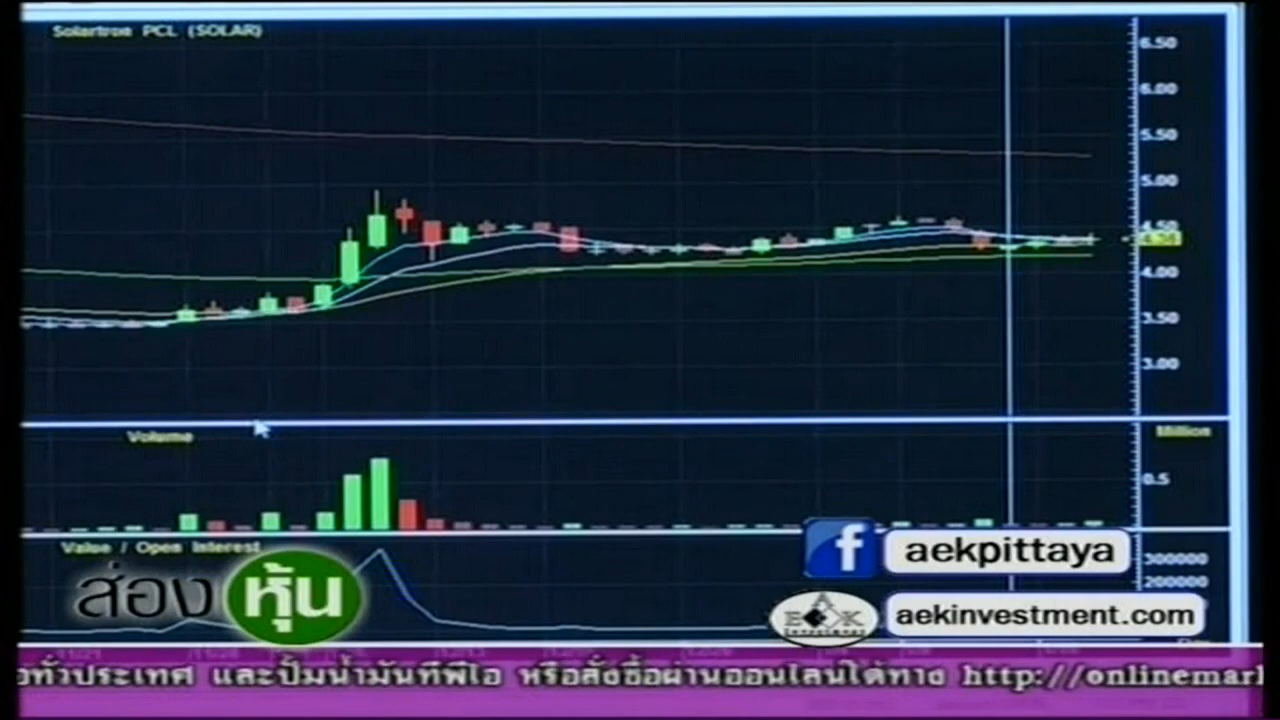 Solartron PCL (SOLAR)
6.50
6.00
5.50
5.00
4.50
4.00
3.50
3.00
Volume
Million
0.5
Value / Open Interest
300000
200000
ส่องหุ้น
aekpittaya
aekinvestment.com
อทั่วประเทศ และปั้มน้ำมันทีพีไอ หรือสั่งซื้อผ่านออนไลน์ได้ทาง http://onlinemark